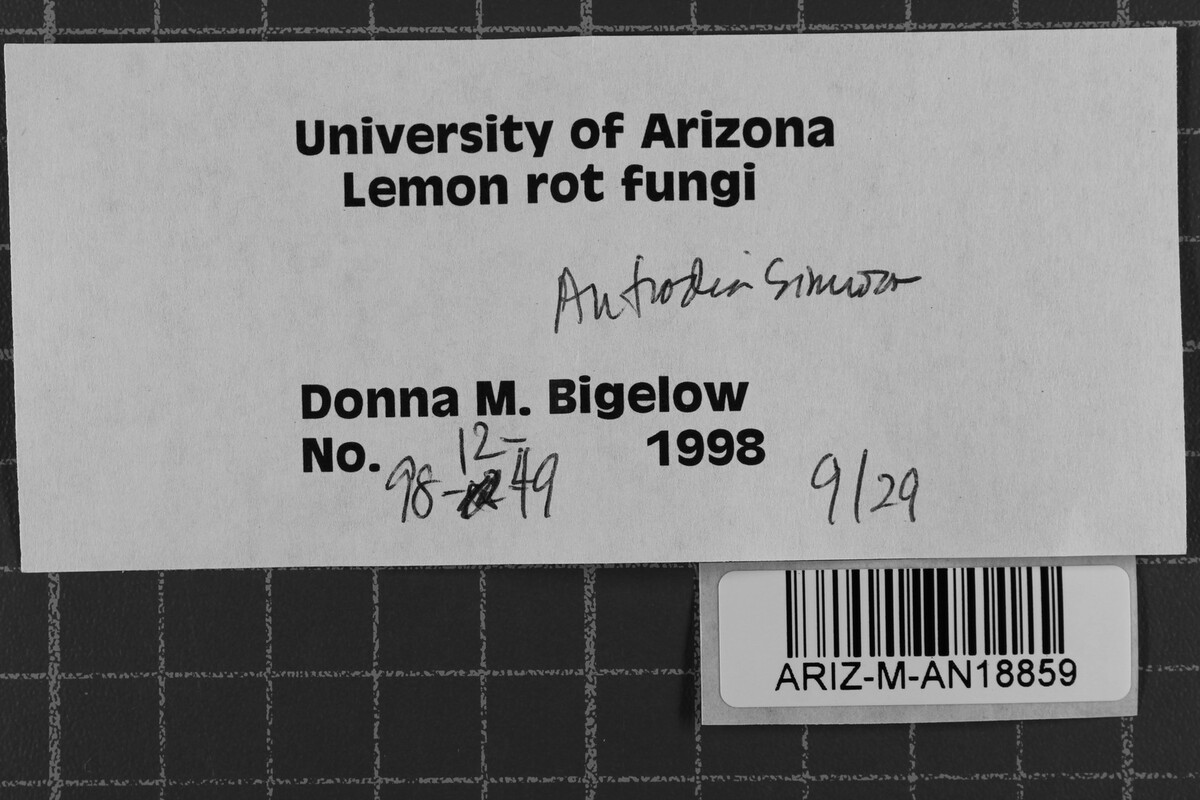 University of Arizona
Lemon rot fungi
Antrodia sinuosa
Donna M. Bigelow
No. 98-12-49 1998 9/29
ARIZ-M-AN18859